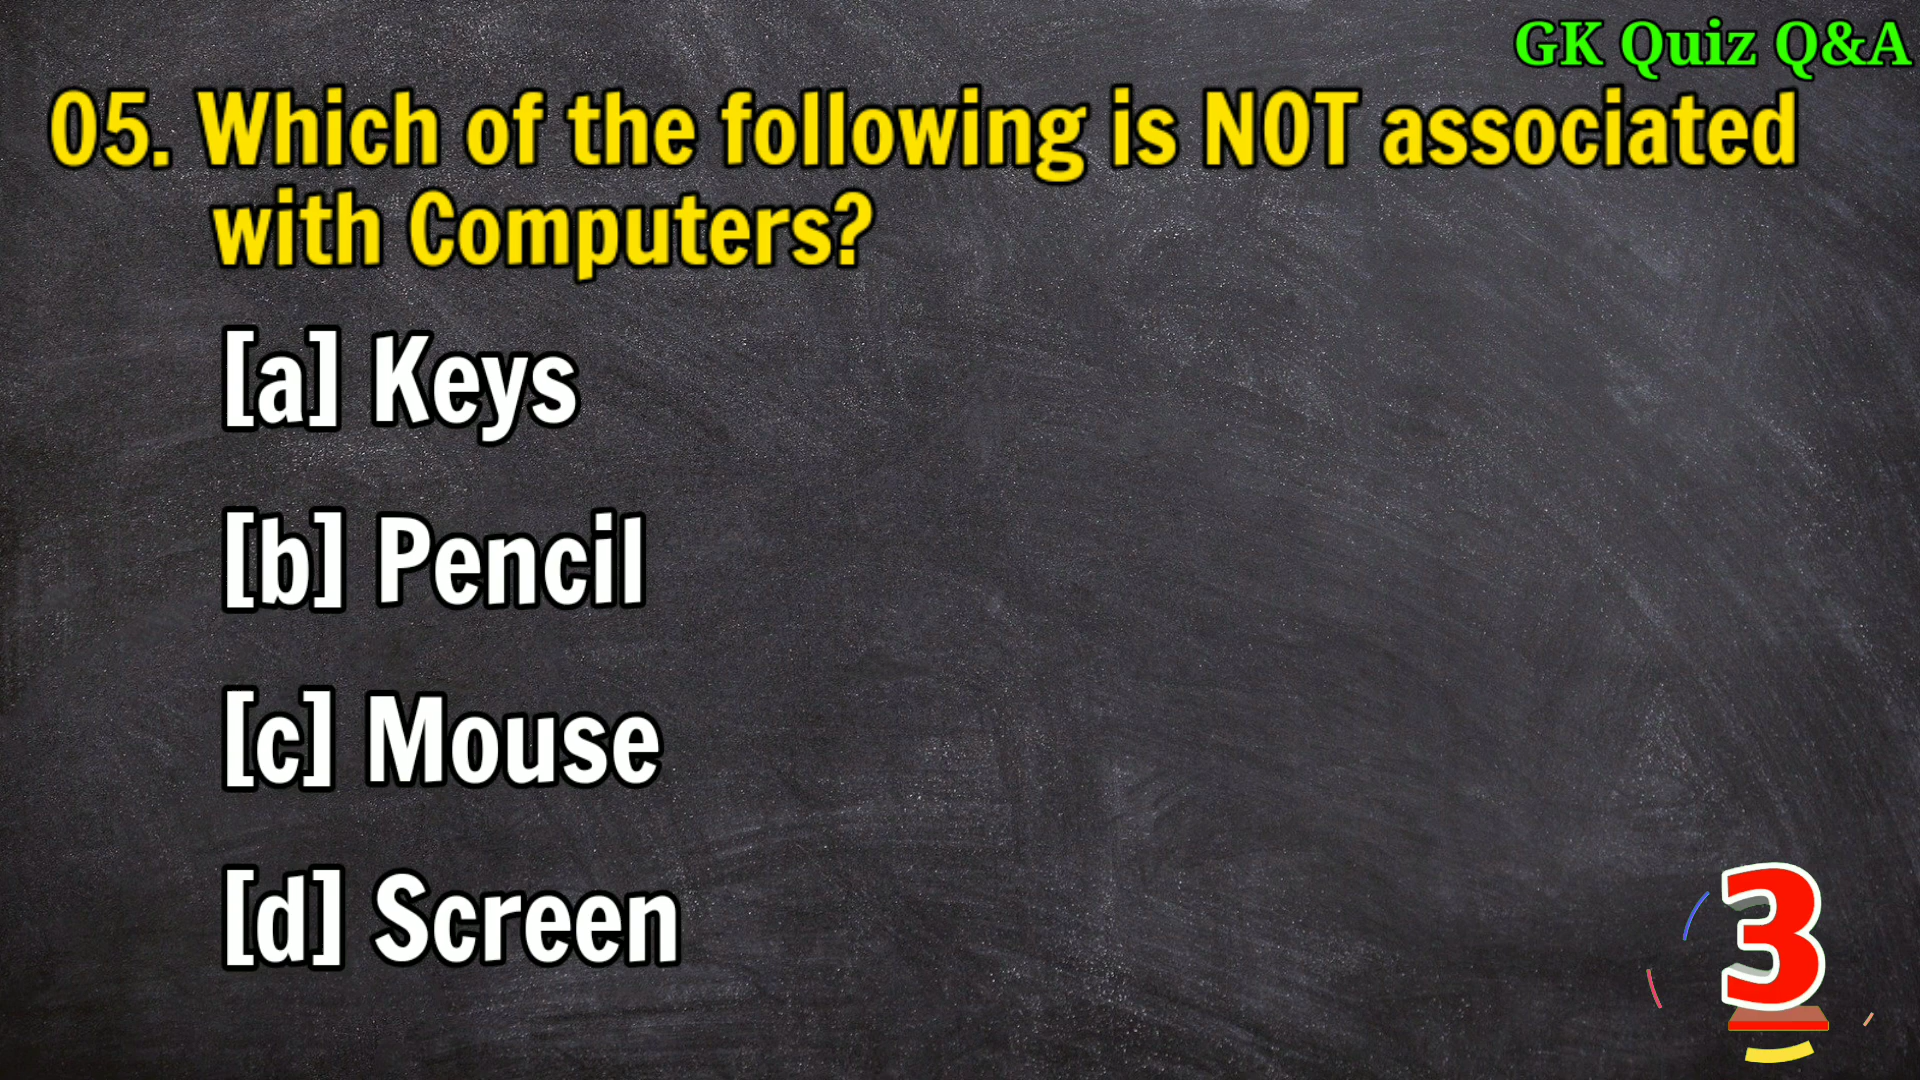 GK Quiz Q&A
05. Which of the following is NOT associated
with Computers?
[a] Keys
[b] Pencil
[c] Mouse
[d] Screen
3